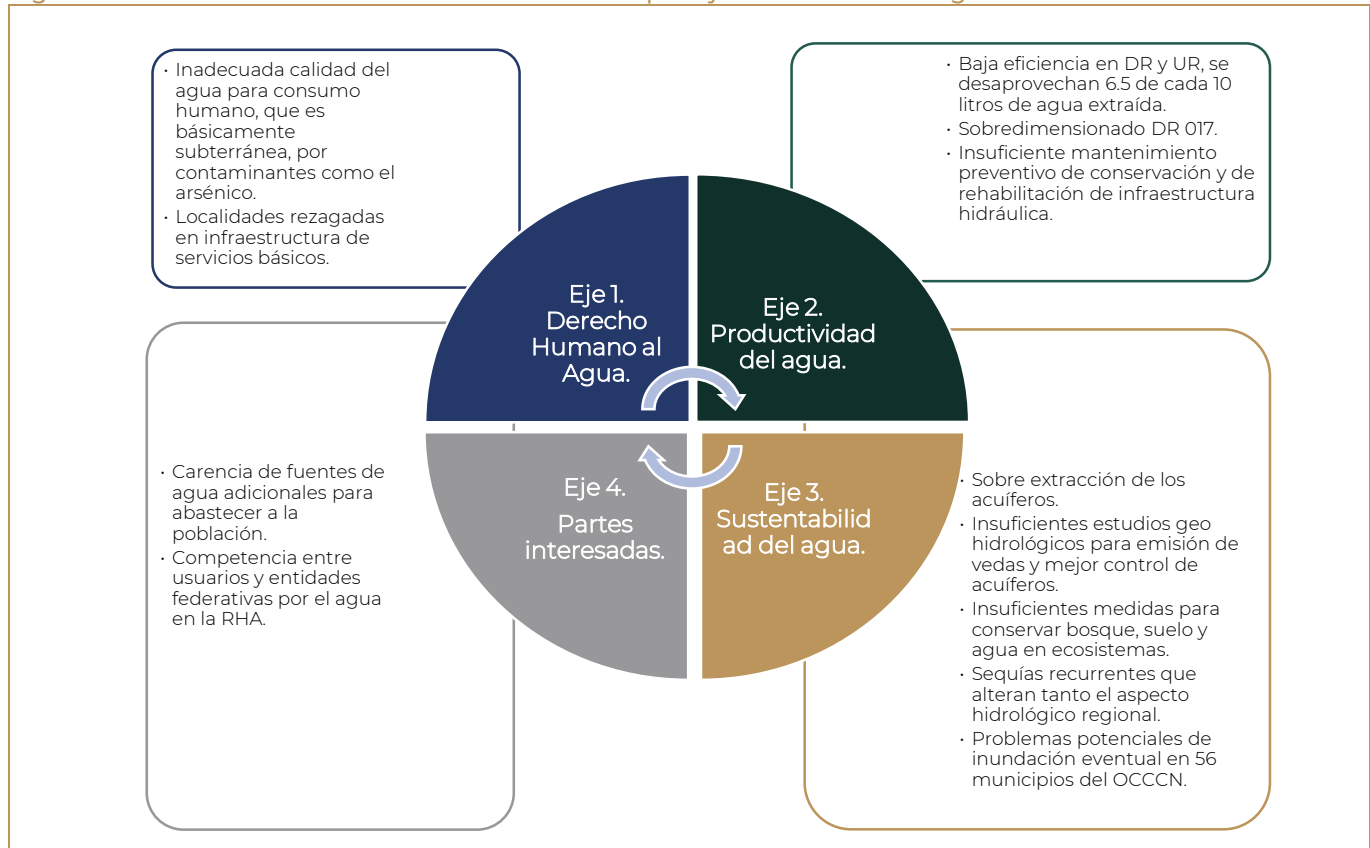 · Inadecuada calidad del
agua para consumo
humano, que es
básicamente
subterránea, por
contaminantes como el
arsénico.
· Localidades rezagadas
en infraestructura de
servicios básicos.
· Baja eficiencia en DR y UR, se
desaprovechan 6.5 de cada 10
litros de agua extraída.
· Sobredimensionado DR 017.
· Insuficiente mantenimiento
preventivo de conservación y de
rehabilitación de infraestructura
hidráulica.
Eje 1.
Derecho
Humano al
Agua.
Eje 2.
Productividad
del agua.
Eje 4.
Partes
interesadas.
Eje 3.
Sustentabilid
ad del agua.
· Carencia de fuentes de
agua adicionales para
abastecer a la
población.
· Competencia entre
usuarios y entidades
federativas por el agua
en la RHA.
· Sobre extracción de los
acuíferos.
· Insuficientes estudios geo
hidrológicos para emisión de
vedas y mejor control de
acuíferos.
· Insuficientes medidas para
conservar bosque, suelo y
agua en ecosistemas.
· Sequías recurrentes que
alteran tanto el aspecto
hidrológico regional.
· Problemas potenciales de
inundación eventual en 56
municipios del OCCCN.